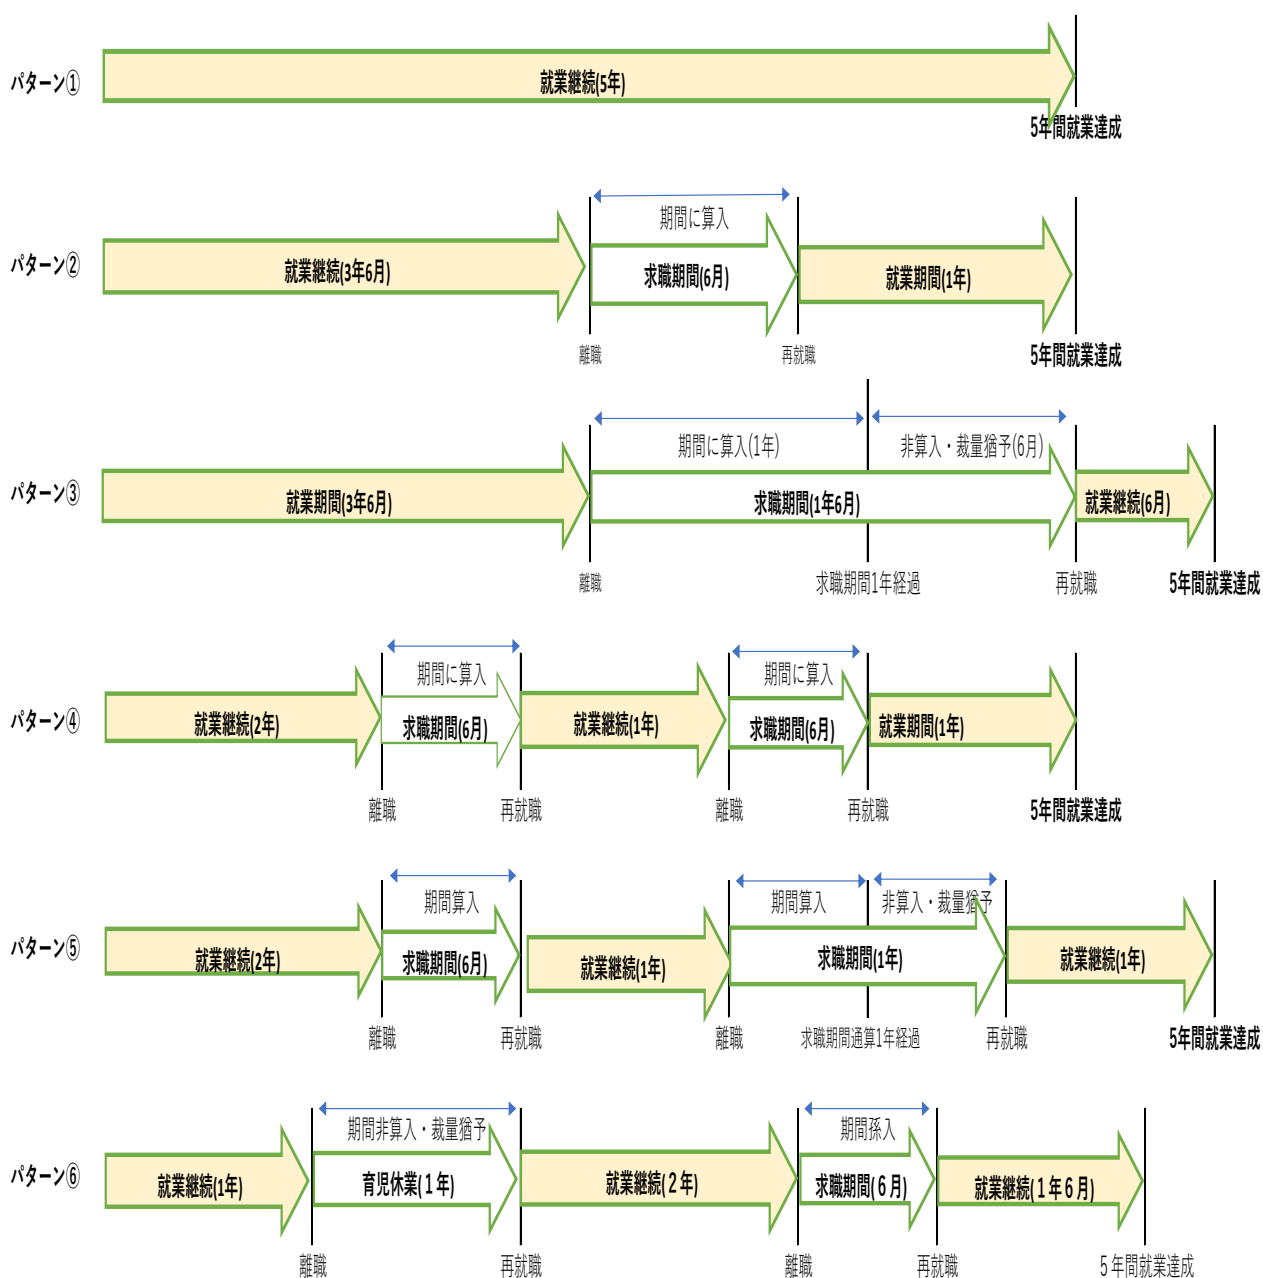 パターン①
就業継続(5年)
5年間就業達成
期間に算入
パターン②
就業継続(3年6月)
求職期間(6月)
就業期間(1年)
離職
再就職
5年間就業達成
期間に算入(1年)
非算入・裁量猶予(6月)
パターン③
就業期間(3年6月)
求職期間(1年6月)
就業継続(6月)
離職
求職期間1年経過
再就職
5年間就業達成
期間に算入
期間に算入
パターン④
就業継続(2年)
求職期間(6月)
就業継続(1年)
求職期間(6月)
就業期間(1年)
離職
再就職
離職
再就職
5年間就業達成
期間算入
期間算入
非算入・裁量猶予
パターン⑤
就業継続(2年)
求職期間(6月)
就業継続(1年)
求職期間(1年)
就業継続(1年)
離職
再就職
離職
求職期間通算1年経過
再就職
5年間就業達成
期間非算入・裁量猶予
期間孫入
パターン⑥
就業継続(1年)
育児休業(１年)
就業継続(２年)
求職期間(６月)
就業継続(１年６月)
離職
再就職
離職
再就職
５年間就業達成